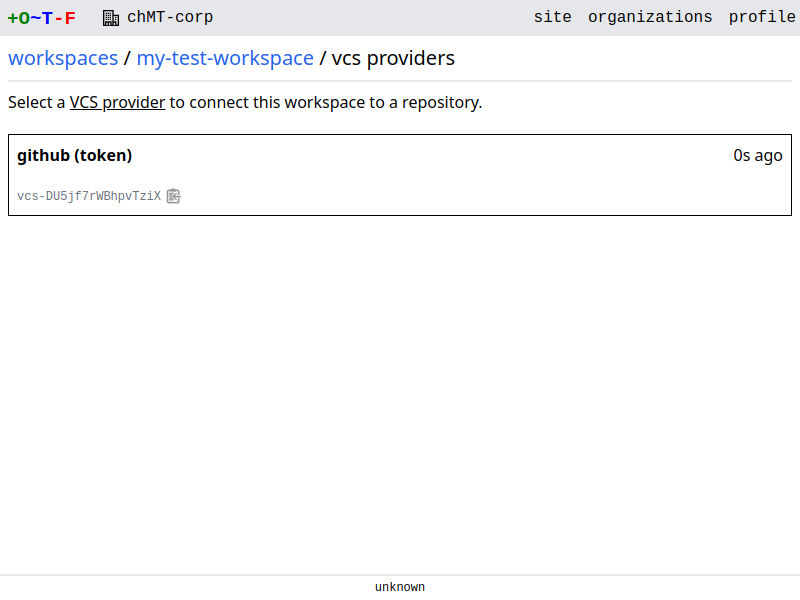 +O~T-F chMT-corp site organizations profile
workspaces / my-test-workspace / vcs providers
Select a VCS provider to connect this workspace to a repository.
github (token) 0s ago
vcs-DU5jf7rWBhpvTziX
unknown